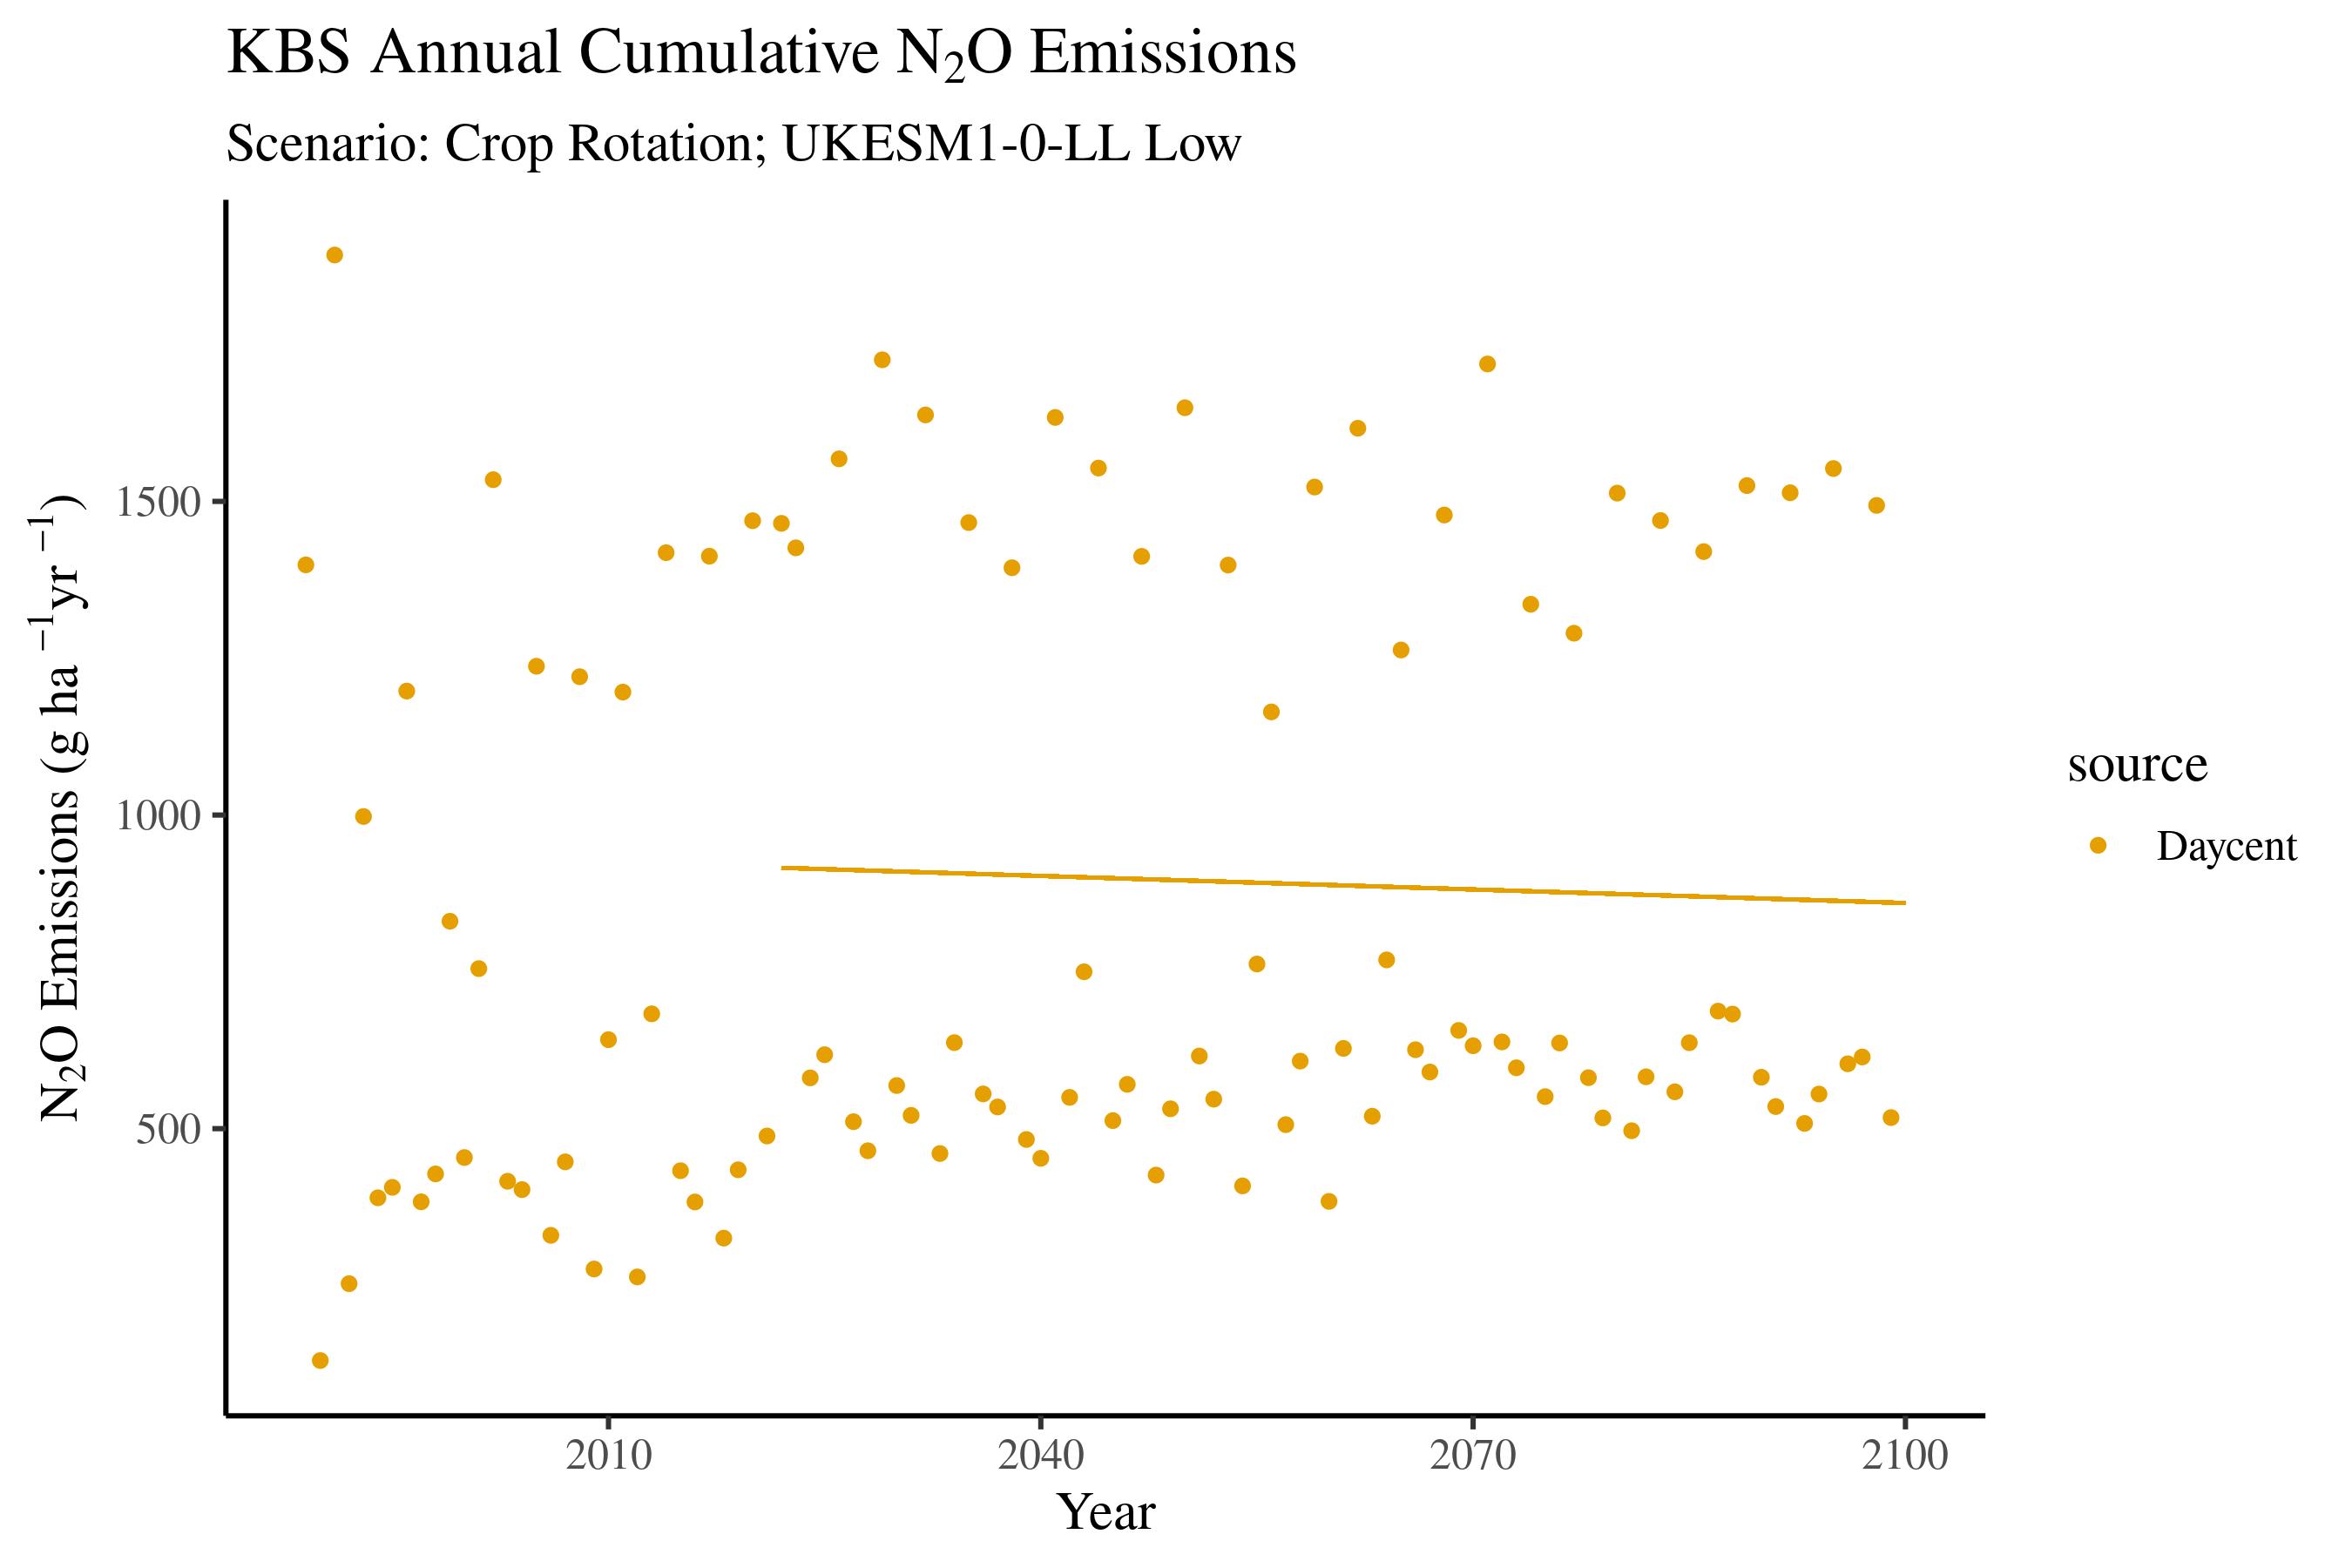 KBS Annual Cumulative N₂O Emissions
Scenario: Crop Rotation; UKESM1-0-LL Low
N₂O Emissions (g ha⁻¹yr⁻¹)
1500
1000
500
2010
2040
2070
2100
Year
source
Daycent